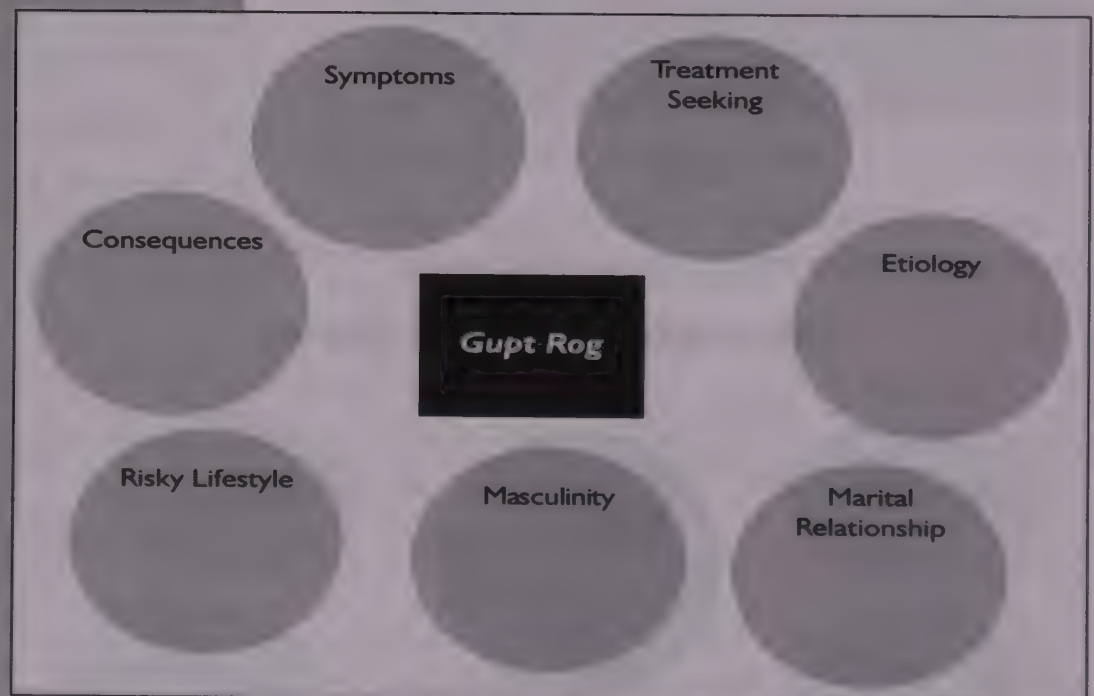 Symptoms
Treatment
Seeking
Consequences
Etiology
Gupt Rog
Risky Lifestyle
Masculinity
Marital
Relationship